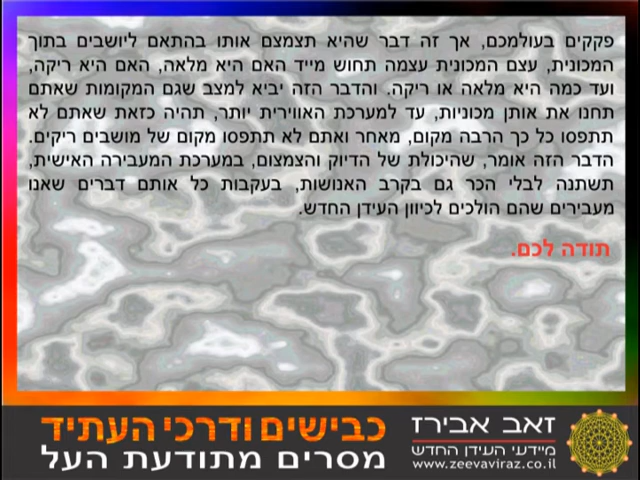 פקקים בעולמכם, אך זה דבר שהיא תצמצם אותו בהתאם ליושבים בתוך
המכונית, עצם המכונית עצמה תחוש מייד האם היא מלאה, האם היא ריקה,
ועד כמה היא מלאה או ריקה. והדבר הזה יביא למצב שגם המקומות שאתם
תחנו את אותן מכוניות, עד למערכת האווירית יותר, תהיה כזאת שאתם לא
תתפסו כל כך הרבה מקום, מאחר ואתם לא תתפסו מקום של מושבים ריקים.
הדבר הזה אומר, שהיכולת של הדיוק והצמצום, במערכת המעבירה האישית,
תשתנה לבלי הכר גם בקרב האנושות, בעקבות כל אותם דברים שאנו
מעבירים שהם הולכים לכיוון העידן החדש.
תודה לכם.
כבישים ודרכי העתיד
מסרים מתודעת העל
זאב אבירז
מיידעי העידן החדש
www.zeevaviraz.co.il